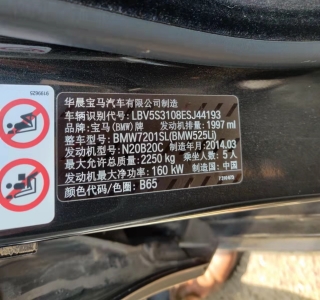 华晨宝马汽车有限公司制造
车辆识别代号: LBV5S3108ESJ44193
品牌: 宝马(BMW)牌 发动机排量: 1997 ml
整车型号: BMW7201SL(BMW525Li)
发动机型号: N20B20C 制造年月: 2014.03
最大允许总质量: 2250 kg 乘坐人数: 5 人
发动机最大净功率: 160 kW 制造国: 中国
颜色代码/色图: B65